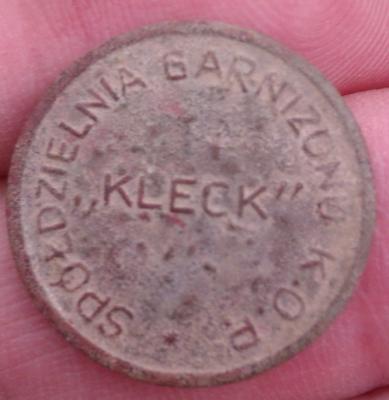 SPÓŁDZIELNIA GARNIZONU K.O.P.
„KLECK”